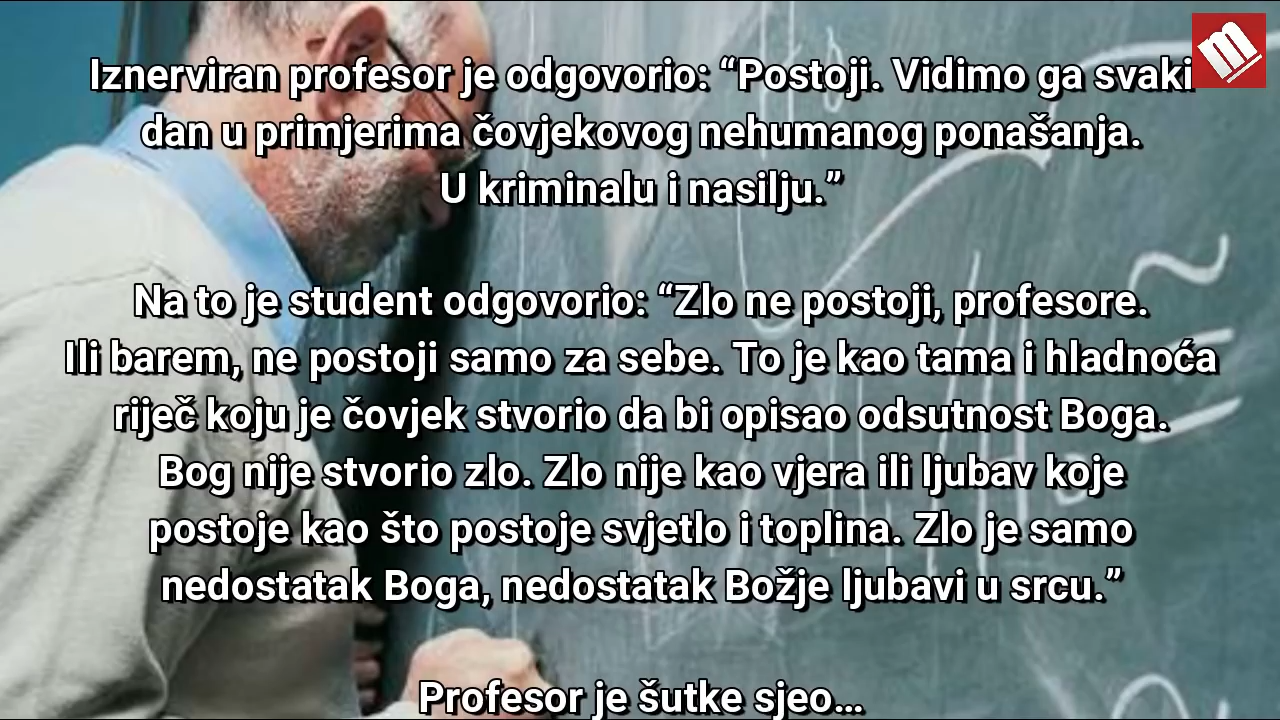 Iznerviran profesor je odgovorio: “Postoji. Vidimo ga svaki
dan u primjerima čovjekovog nehumanog ponašanja.
U kriminalu i nasilju.”
Na to je student odgovorio: “Zlo ne postoji, profesore.
Ili barem, ne postoji samo za sebe. To je kao tama i hladnoća
riječ koju je čovjek stvorio da bi opisao odsutnost Boga.
Bog nije stvorio zlo. Zlo nije kao vjera ili ljubav koje
postoje kao što postoje svjetlo i toplina. Zlo je samo
nedostatak Boga, nedostatak Božje ljubavi u srcu.”
Profesor je šutke sjeo...